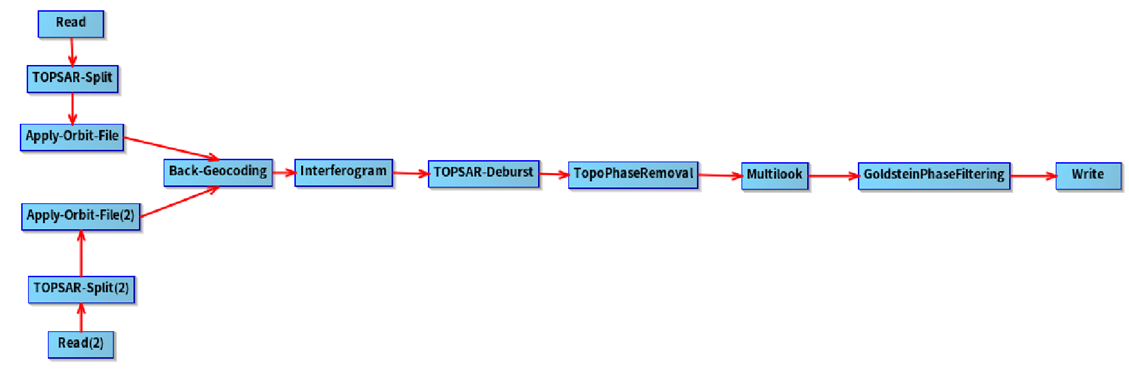 Read
TOPSAR-Split
Apply-Orbit-File
Back-Geocoding
Interferogram
TOPSAR-Deburst
TopoPhaseRemoval
Multilook
GoldsteinPhaseFiltering
Write
Apply-Orbit-File(2)
TOPSAR-Split(2)
Read(2)